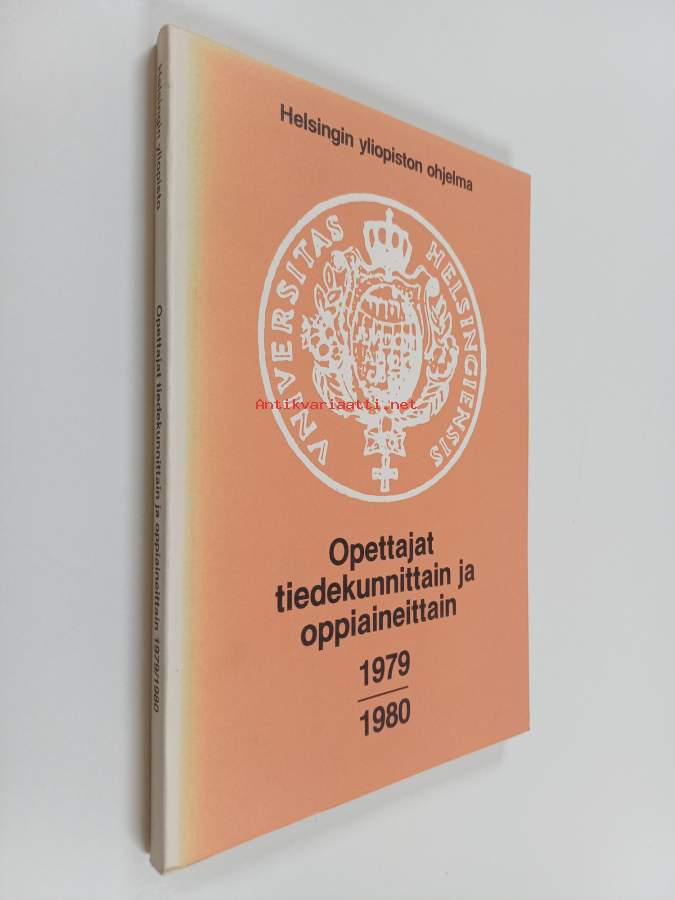 Helsingin yliopiston ohjelma
VNIVERSITAS HELSINGIENSIS
Antikvariaatti.net
Opettajat
tiedekunnittain ja
oppiaineittain
1979
1980
Helsingin yliopisto
Opettajat tiedekunnittain ja oppiaineittain 1979/1980